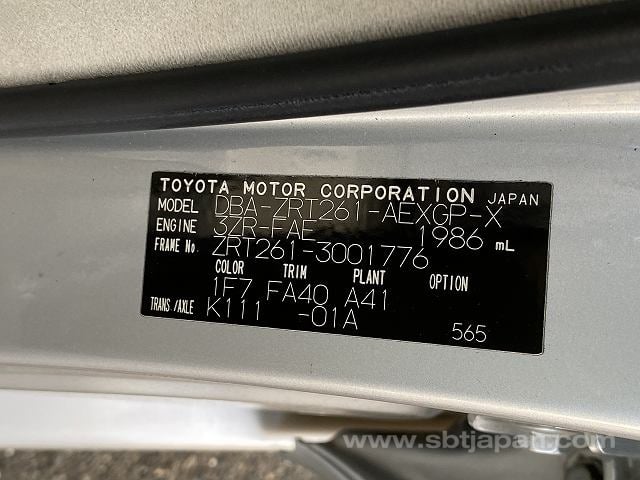 TOYOTA MOTOR CORPORATION JAPAN
MODEL DBA-ZRT261-AEXGP-X
ENGINE 3ZR-FAE 1986 mL
FRAME No. ZRT261-3001776
COLOR TRIM PLANT OPTION
1F7 FA40 A41
TRANS/AXLE K111 -01A
565
www.sbtjapan.com